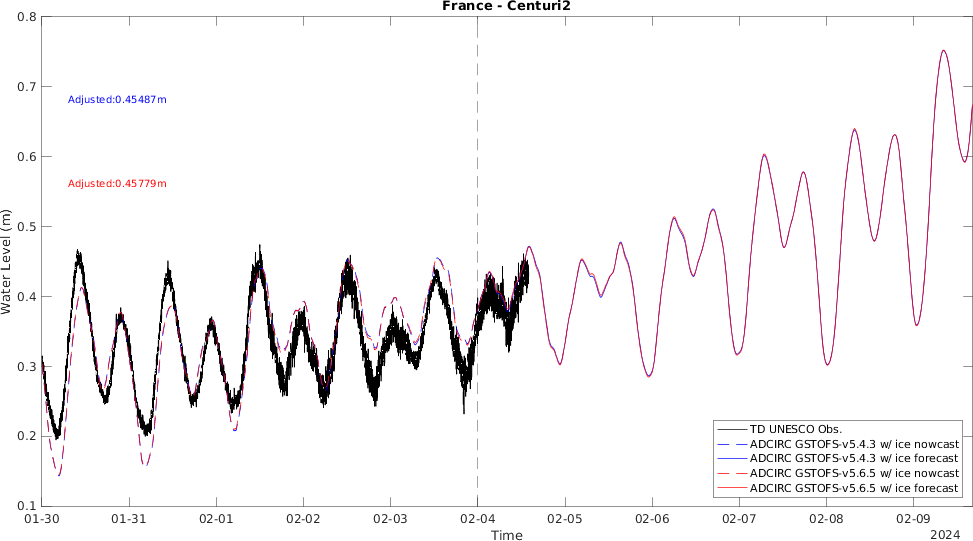 France - Centuri2
0.8
0.7
0.6
0.5
0.4
0.3
0.2
0.1
Water Level (m)
Adjusted:0.45487m
Adjusted:0.45779m
TD UNESCO Obs.
ADCIRC GSTOFS-v5.4.3 w/ ice nowcast
ADCIRC GSTOFS-v5.4.3 w/ ice forecast
ADCIRC GSTOFS-v5.6.5 w/ ice nowcast
ADCIRC GSTOFS-v5.6.5 w/ ice forecast
01-30 01-31 02-01 02-02 02-03 02-04 02-05 02-06 02-07 02-08 02-09
Time
2024